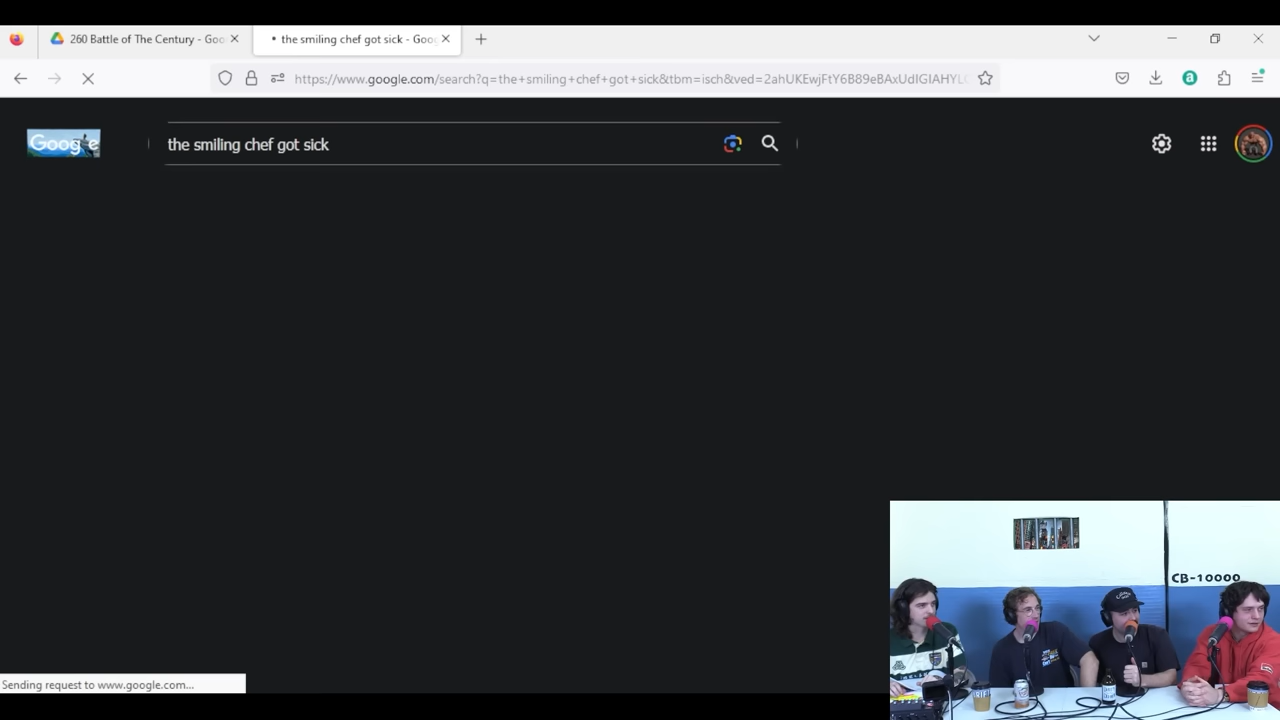 260 Battle of The Century - Goo
the smiling chef got sick - Goog
https://www.google.com/search?q=the+smiling+chef+got+sick&tbm=isch&ved=2ahUKEwjFtY6B89eBAxUdIGIAHYL
Google
the smiling chef got sick
CB-10000
Sending request to www.google.com...